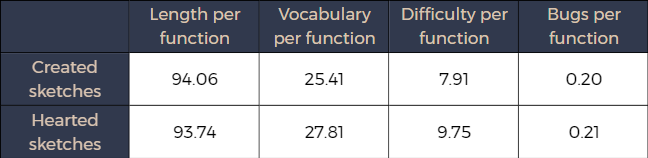 Length per function Vocabulary per function Difficulty per function Bugs per function
Created sketches 94.06 25.41 7.91 0.20
Hearted sketches 93.74 27.81 9.75 0.21